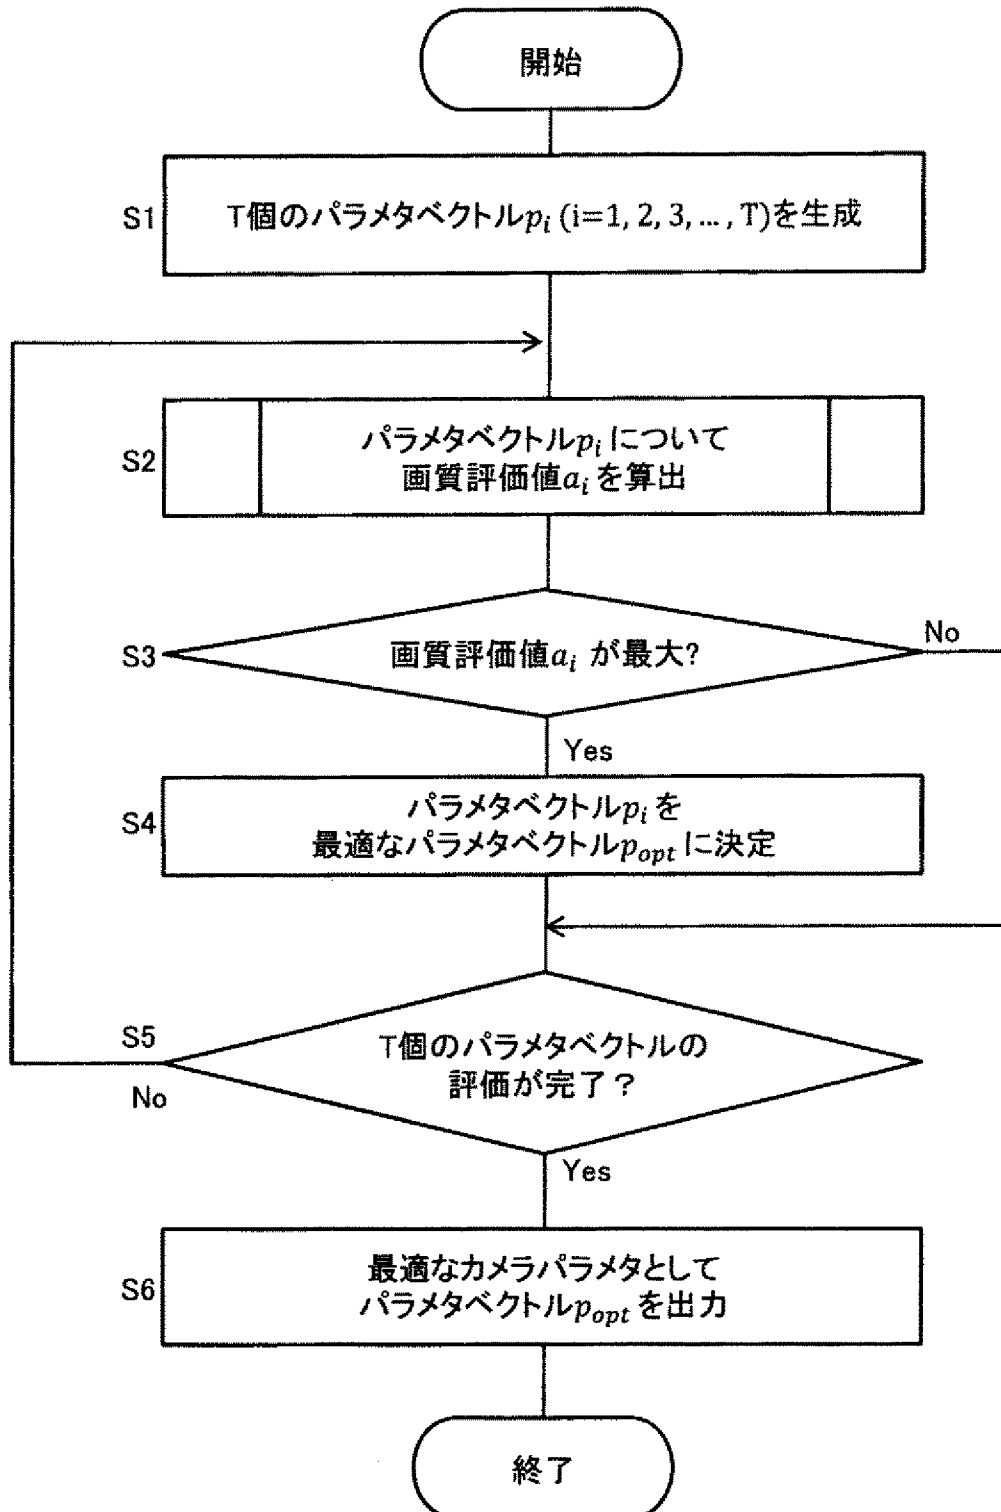 開始
S1
T個のパラメタベクトルp_i (i=1, 2, 3, ... , T)を生成
S2
パラメタベクトルp_i について
画質評価値a_i を算出
S3
画質評価値a_i が最大?
No
Yes
S4
パラメタベクトルp_i を
最適なパラメタベクトルp_opt に決定
S5
T個のパラメタベクトルの
評価が完了？
No
Yes
S6
最適なカメラパラメタとして
パラメタベクトルp_opt を出力
終了